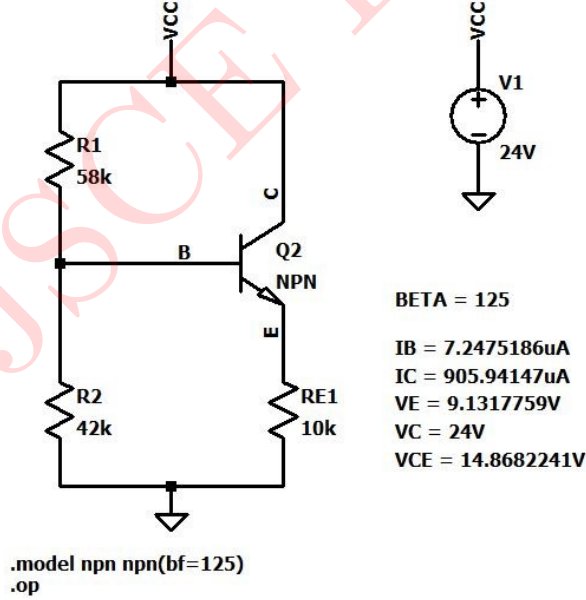 VCC
VCC
V1
24V
R1
58k
C
B
Q2
NPN
E
R2
42k
RE1
10k
BETA = 125
IB = 7.2475186uA
IC = 905.94147uA
VE = 9.1317759V
VC = 24V
VCE = 14.8682241V
.model npn npn(bf=125)
.op